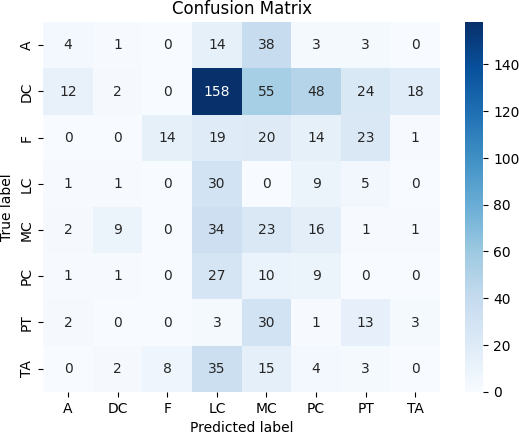 Confusion Matrix
A 4 1 0 14 38 3 3 0
DC 12 2 0 158 55 48 24 18
F 0 0 14 19 20 14 23 1
LC 1 1 0 30 0 9 5 0
MC 2 9 0 34 23 16 1 1
PC 1 1 0 27 10 9 0 0
PT 2 0 0 3 30 1 13 3
TA 0 2 8 35 15 4 3 0
A DC F LC MC PC PT TA
Predicted label
True label
140
120
100
80
60
40
20
0